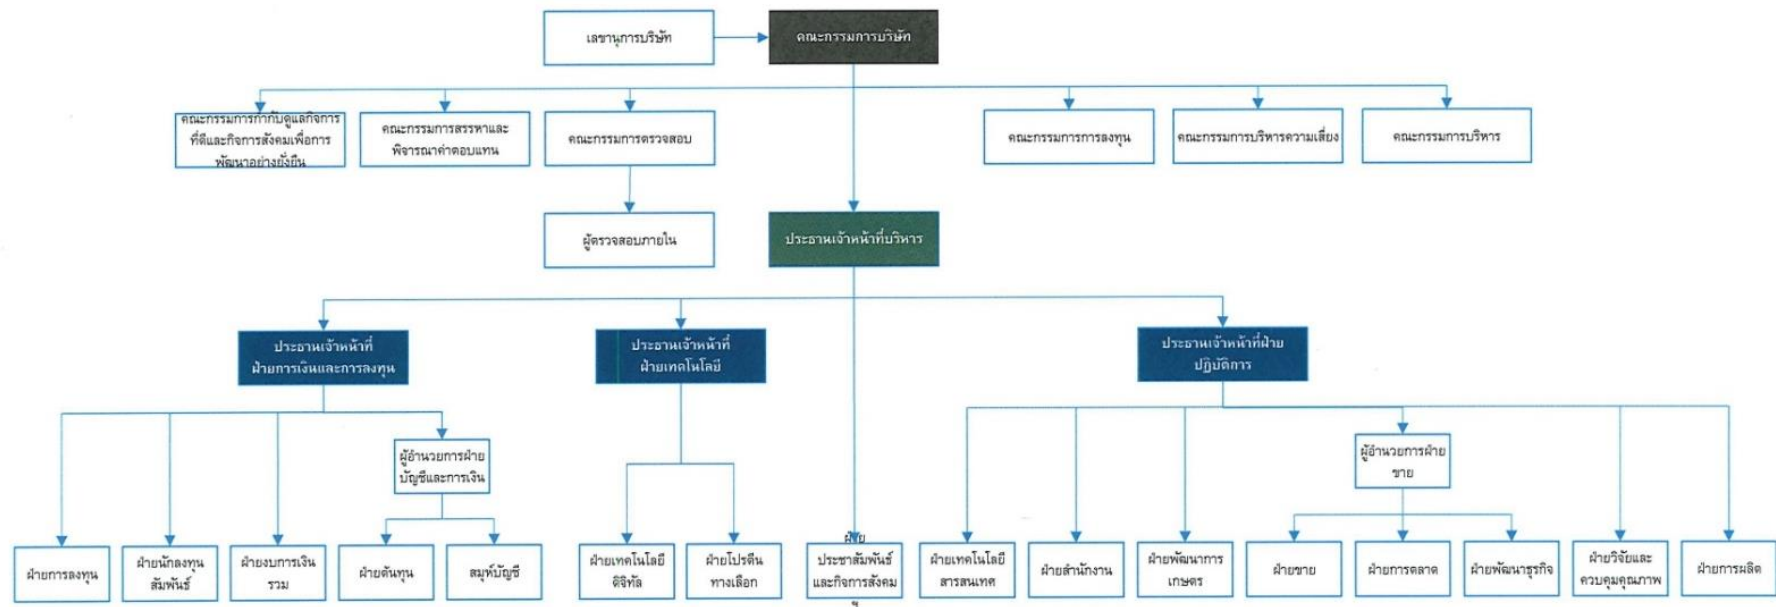 เลขานุการบริษัท
คณะกรรมการบริษัท
คณะกรรมการกำกับดูแลกิจการ
ที่ดีและกิจการสังคมเพื่อการ
พัฒนาอย่างยั่งยืน
คณะกรรมการสรรหาและ
พิจารณาค่าตอบแทน
คณะกรรมการตรวจสอบ
คณะกรรมการการลงทุน
คณะกรรมการบริหารความเสี่ยง
คณะกรรมการบริหาร
ผู้ตรวจสอบภายใน
ประธานเจ้าหน้าที่บริหาร
ประธานเจ้าหน้าที่
ฝ่ายการเงินและการลงทุน
ประธานเจ้าหน้าที่
ฝ่ายเทคโนโลยี
ประธานเจ้าหน้าที่ฝ่าย
ปฏิบัติการ
ผู้อำนวยการฝ่าย
บัญชีและการเงิน
ผู้อำนวยการฝ่าย
ขาย
ฝ่ายการลงทุน
ฝ่ายนักลงทุน
สัมพันธ์
ฝ่ายงบการเงิน
รวม
ฝ่ายต้นทุน
สมุห์บัญชี
ฝ่ายเทคโนโลยี
ดิจิทัล
ฝ่ายโปรตีน
ทางเลือก
ฝ่าย
ประชาสัมพันธ์
และกิจการสังคม
ฝ่ายเทคโนโลยี
สารสนเทศ
ฝ่ายสำนักงาน
ฝ่ายพัฒนาการ
เกษตร
ฝ่ายขาย
ฝ่ายการตลาด
ฝ่ายพัฒนาธุรกิจ
ฝ่ายวิจัยและ
ควบคุมคุณภาพ
ฝ่ายการผลิต